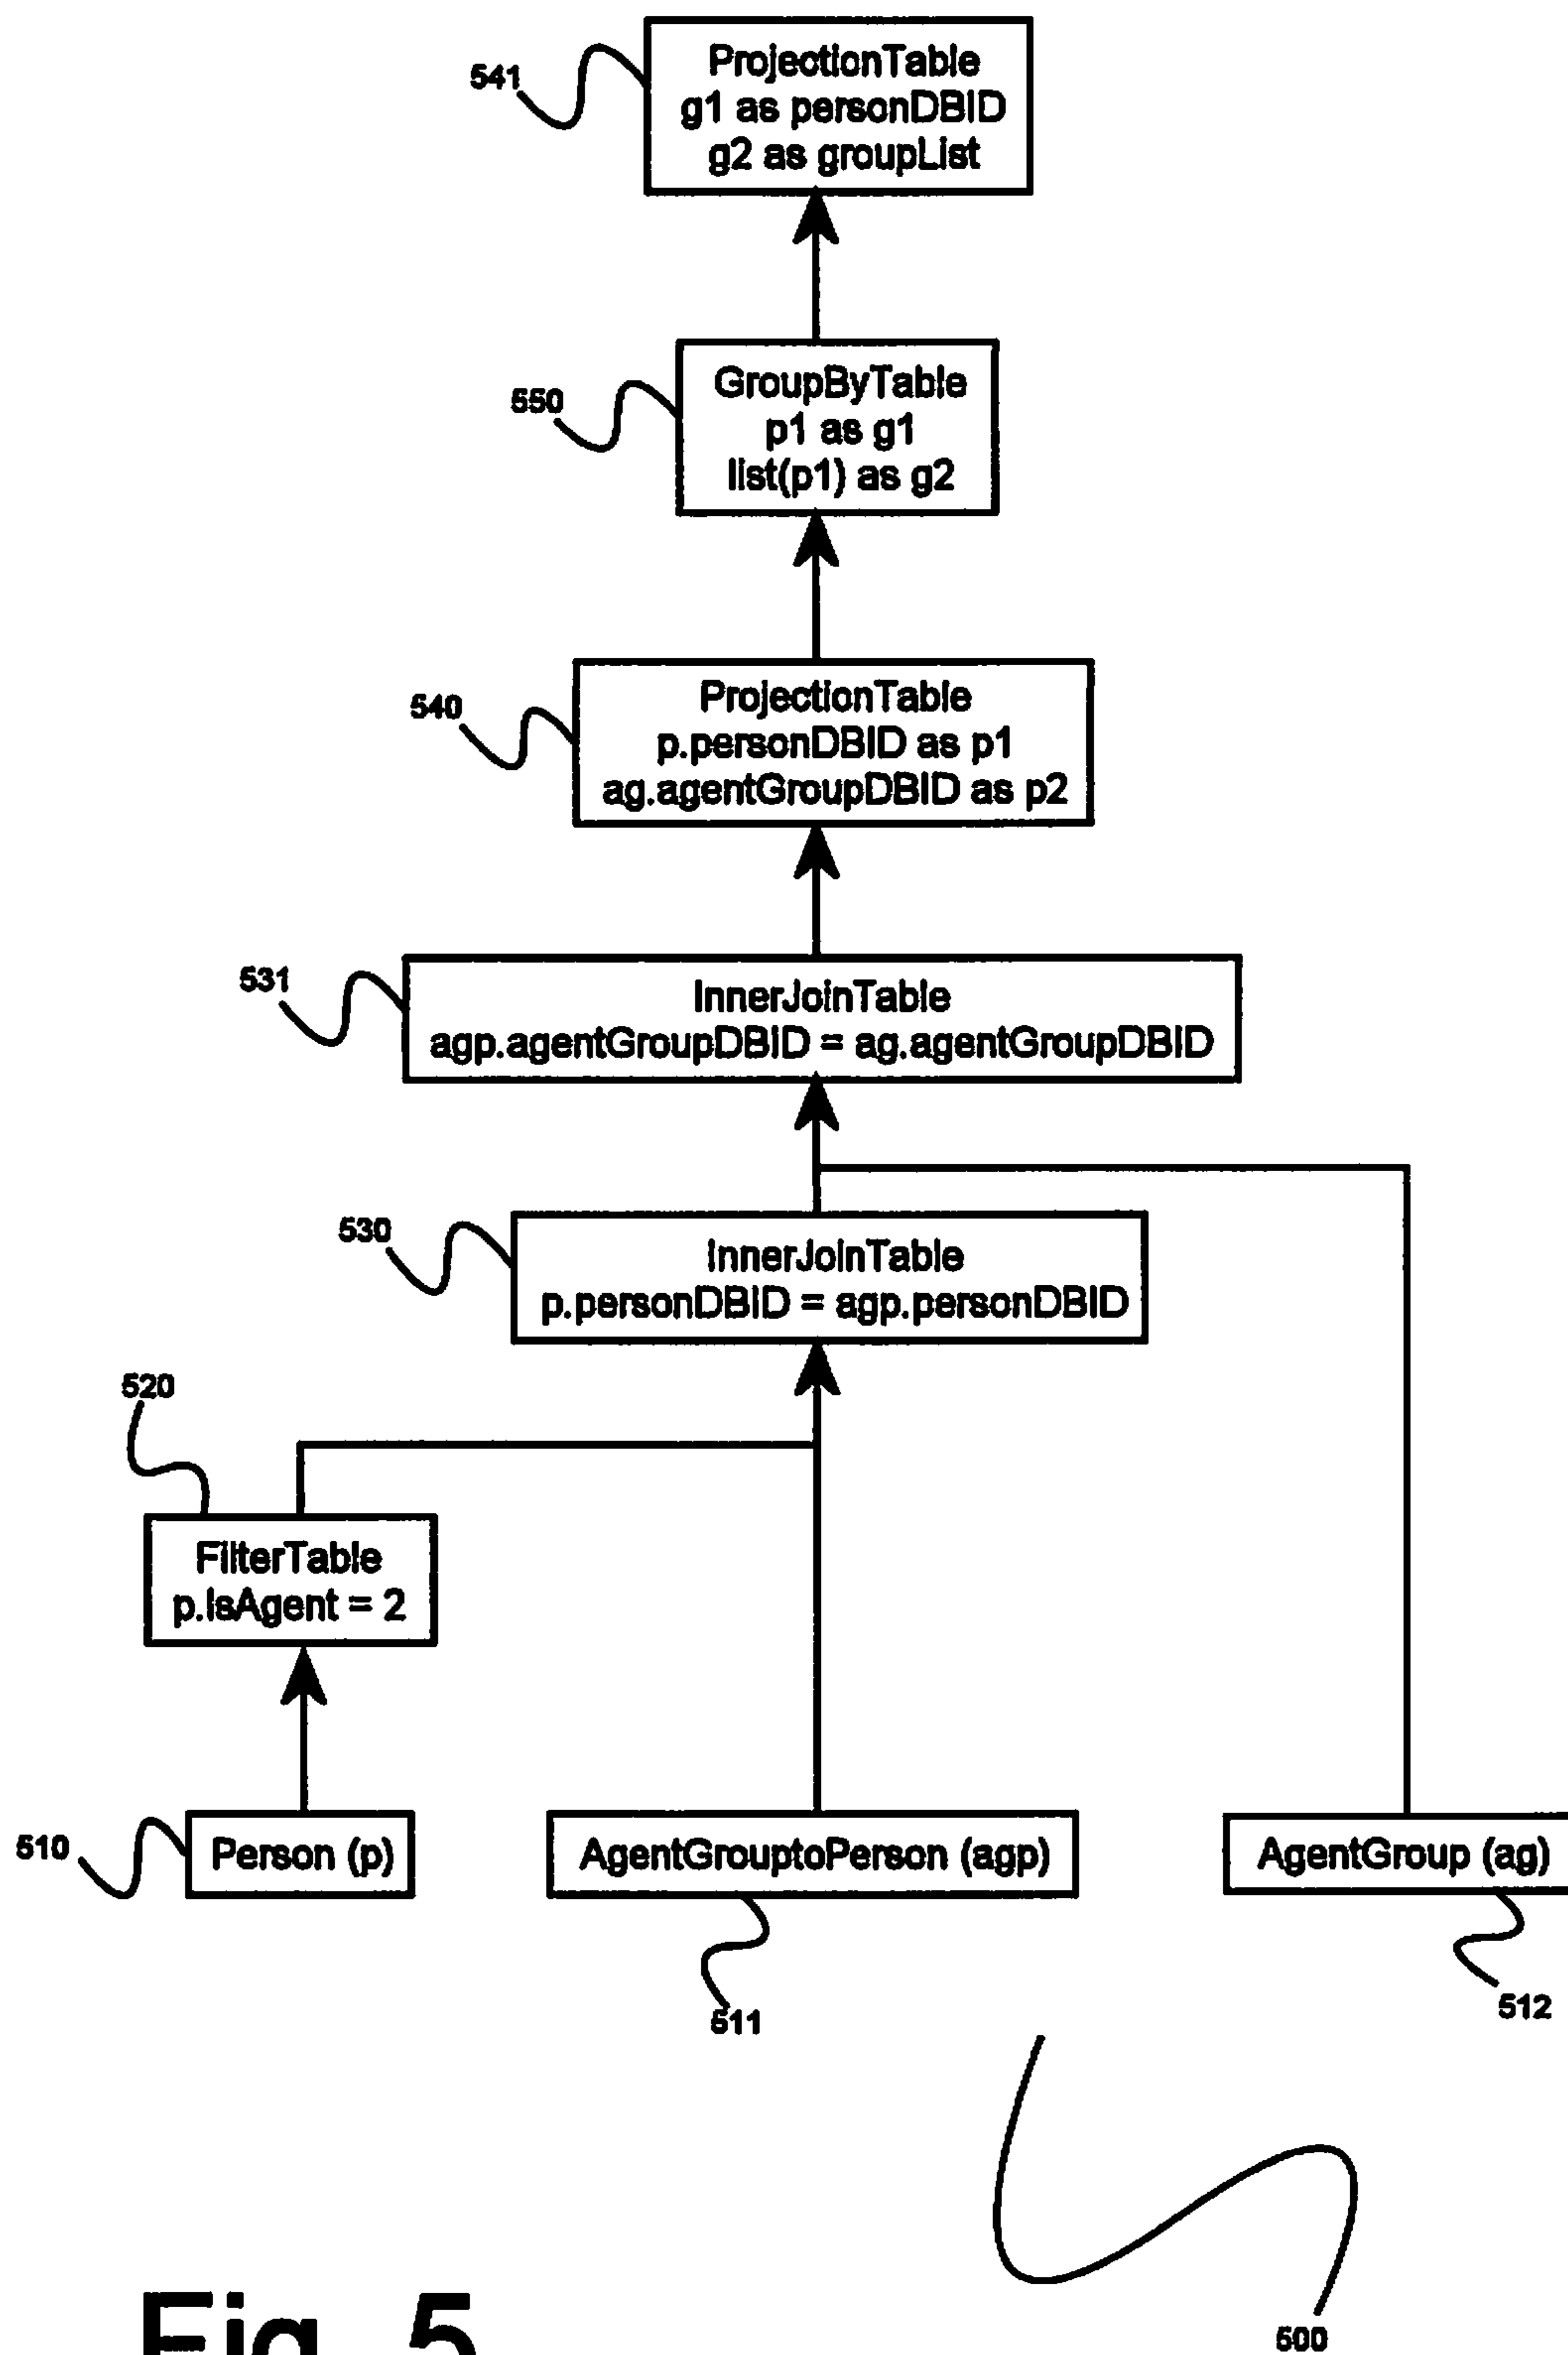 541
ProjectionTable
g1 as personDBID
g2 as groupList
550
GroupByTable
p1 as g1
list(p1) as g2
540
ProjectionTable
p.personDBID as p1
ag.agentGroupDBID as p2
531
InnerJoinTable
agp.agentGroupDBID = ag.agentGroupDBID
530
InnerJoinTable
p.personDBID = agp.personDBID
520
FilterTable
p.IsAgent = 2
510
Person (p)
AgentGrouptoPerson (agp)
AgentGroup (ag)
511
512
500
Fig. 5